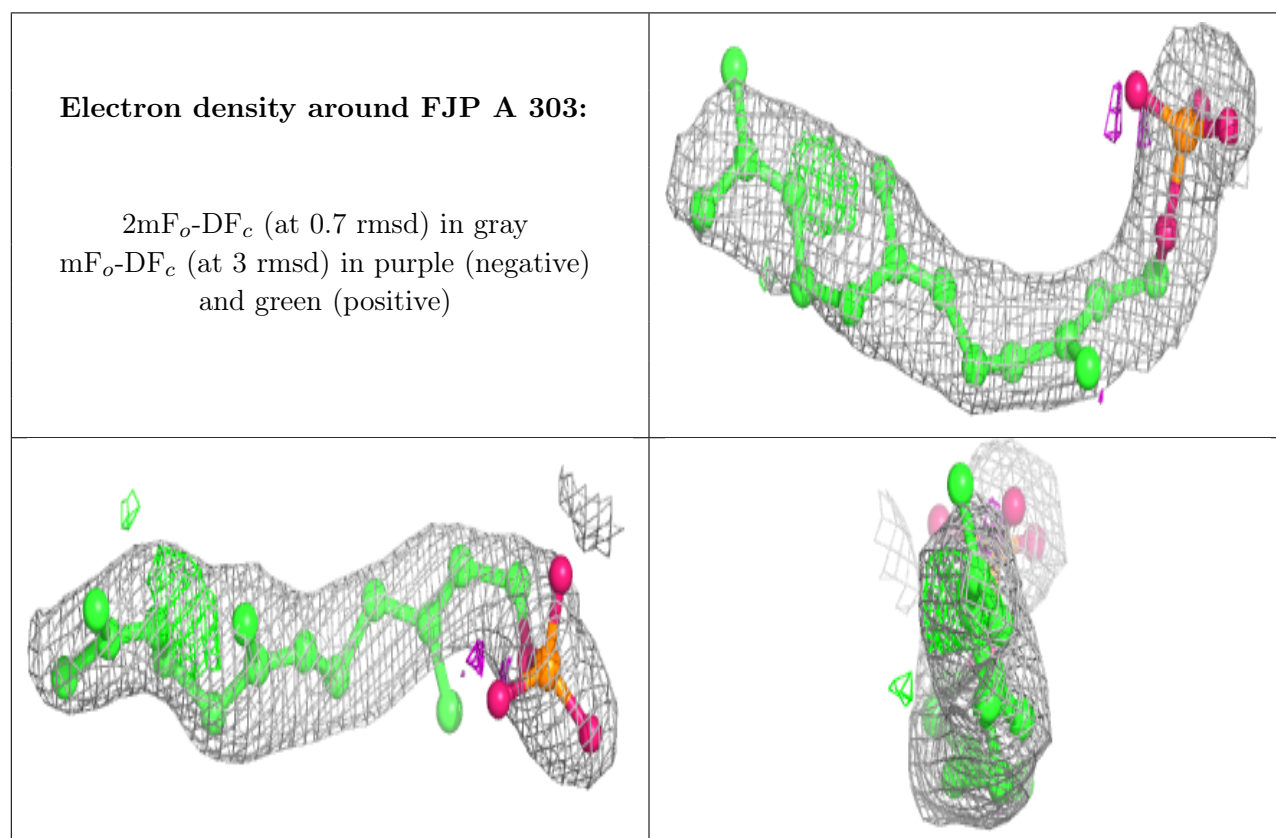 Electron density around FJP A 303:
2mFo-DFc (at 0.7 rmsd) in gray
mFo-DFc (at 3 rmsd) in purple (negative)
and green (positive)